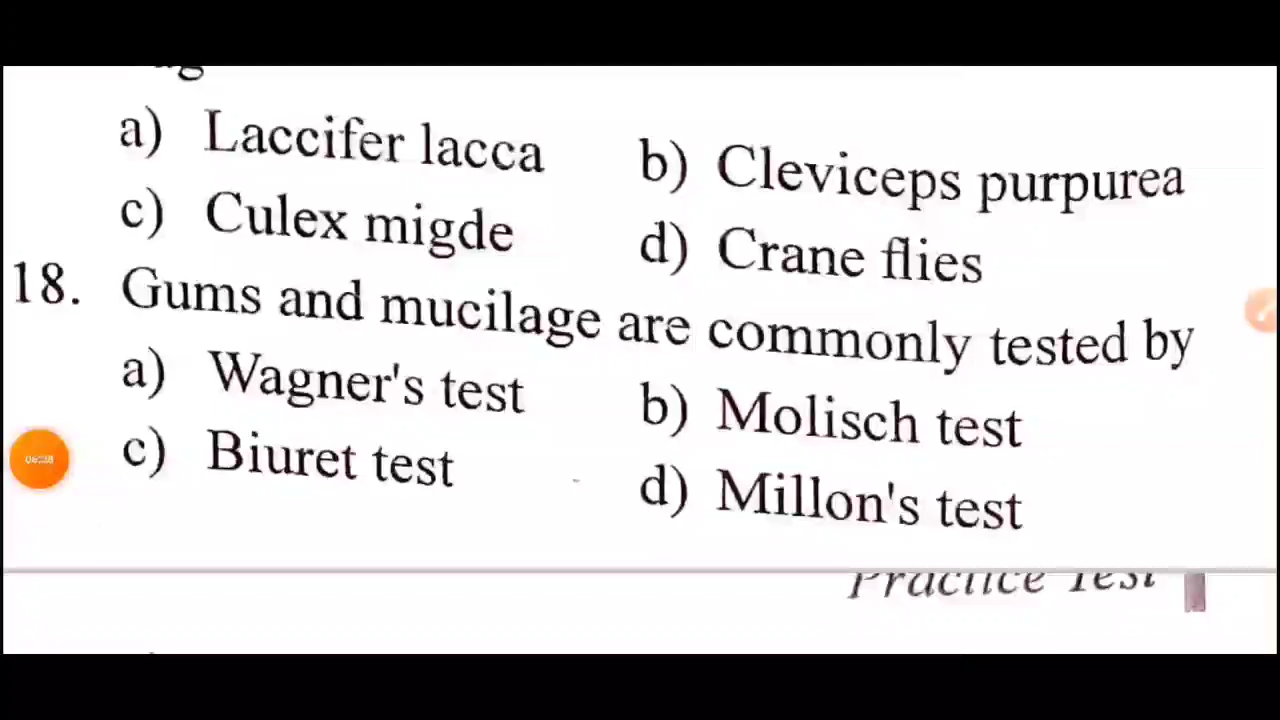 a) Laccifer lacca b) Cleviceps purpurea
c) Culex migde d) Crane flies
18. Gums and mucilage are commonly tested by
a) Wagner's test b) Molisch test
c) Biuret test d) Millon's test
Practice Test